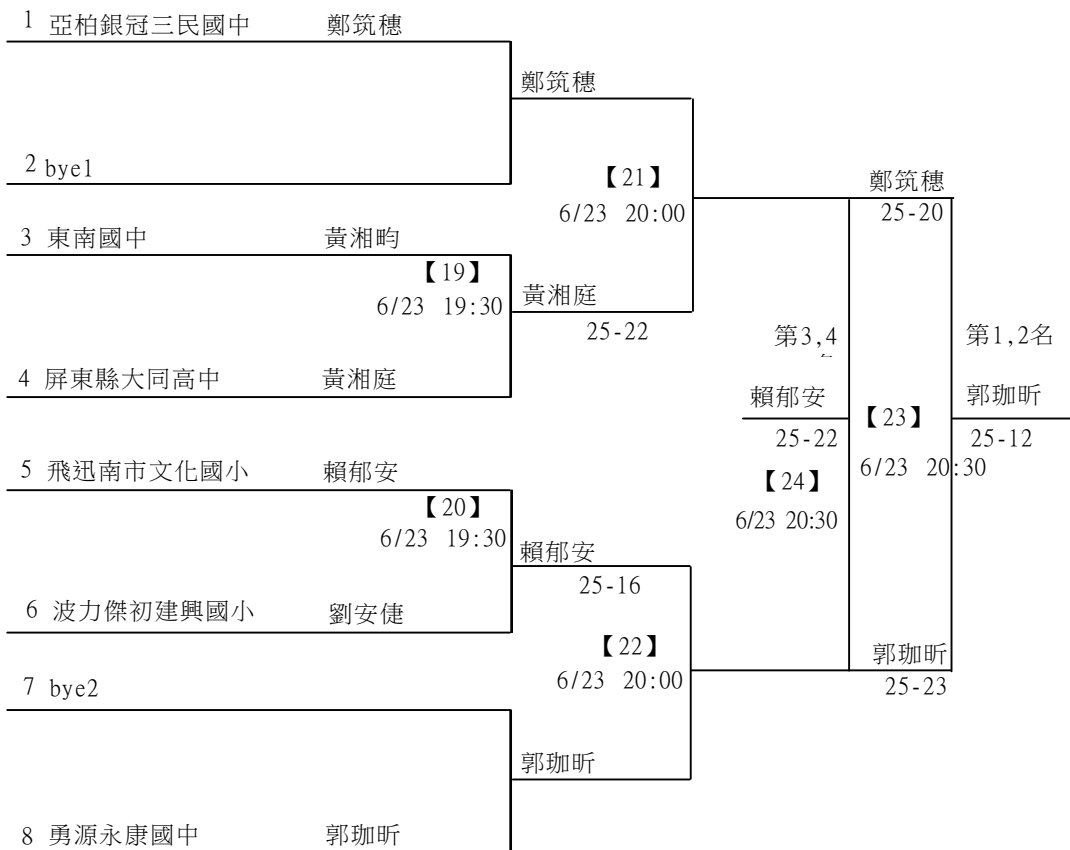 1 亞柏銀冠三民國中 鄭筑穗
鄭筑穗
2 bye1
【21】
6/23 20:00
鄭筑穗
25-20
3 東南國中 黃湘畇
【19】
6/23 19:30
黃湘庭
25-22
4 屏東縣大同高中 黃湘庭
第3,4
第1,2名
賴郁安
25-22
【24】
6/23 20:30
【23】
6/23 20:30
郭珈昕
25-12
5 飛迅南市文化國小 賴郁安
【20】
6/23 19:30
賴郁安
25-16
6 波力傑初建興國小 劉安倢
【22】
6/23 20:00
郭珈昕
25-23
7 bye2
郭珈昕
8 勇源永康國中 郭珈昕